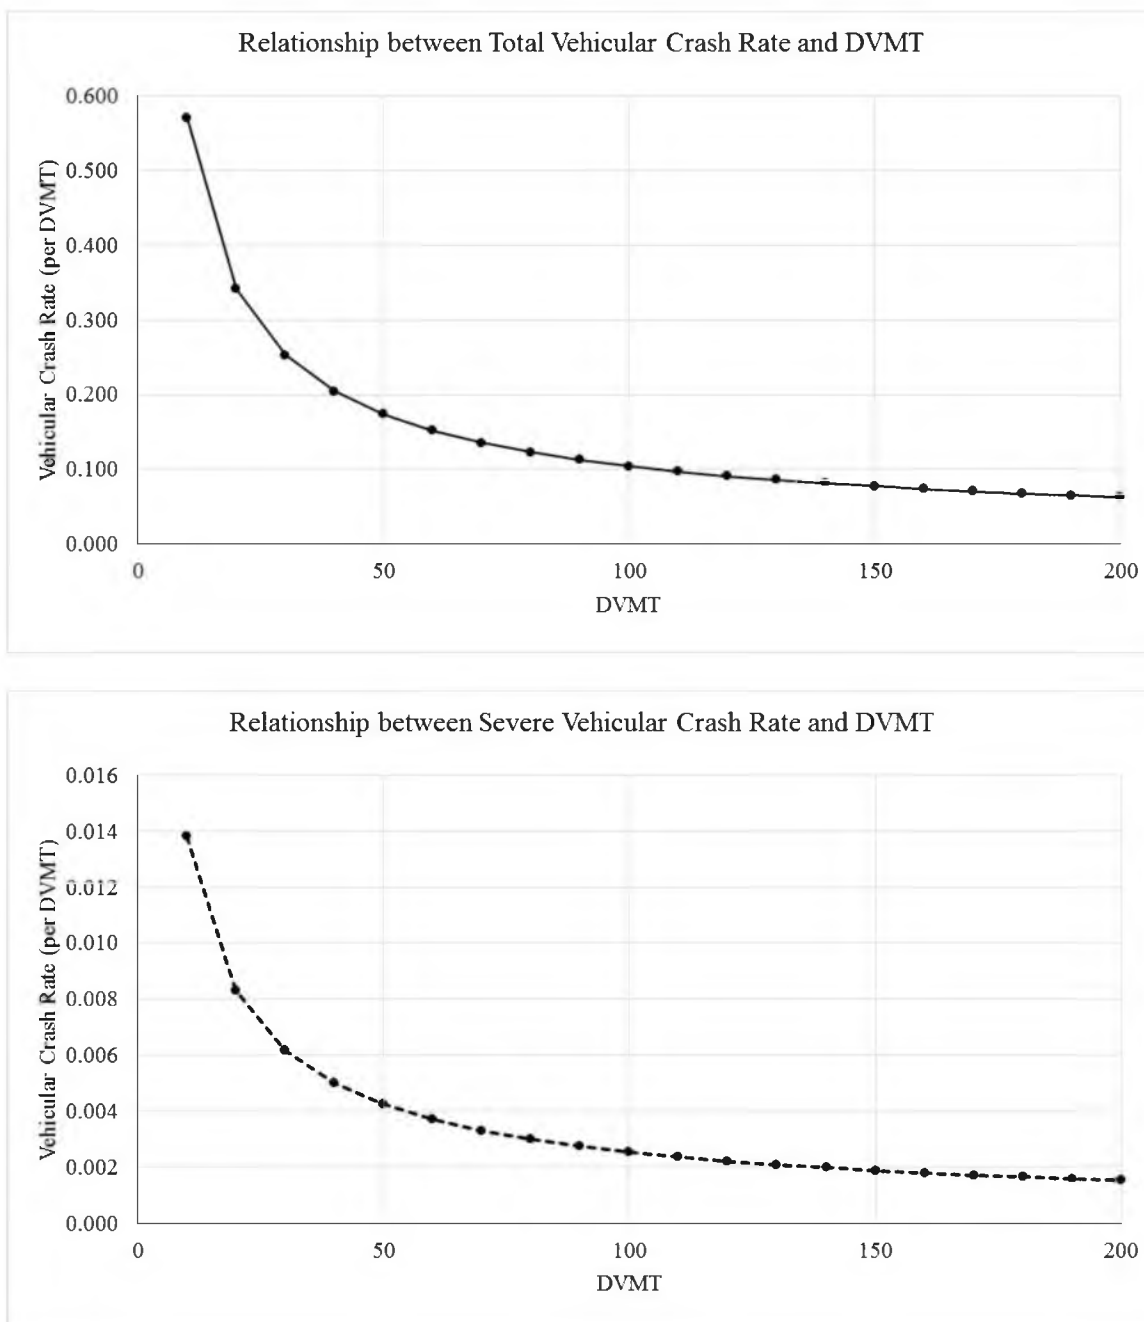 Relationship between Total Vehicular Crash Rate and DVMT
Vehicular Crash Rate (per DVMT)
0.600
0.500
0.400
0.300
0.200
0.100
0.000
0 50 100 150 200
DVMT
Relationship between Severe Vehicular Crash Rate and DVMT
Vehicular Crash Rate (per DVMT)
0.016
0.014
0.012
0.010
0.008
0.006
0.004
0.002
0.000
0 50 100 150 200
DVMT